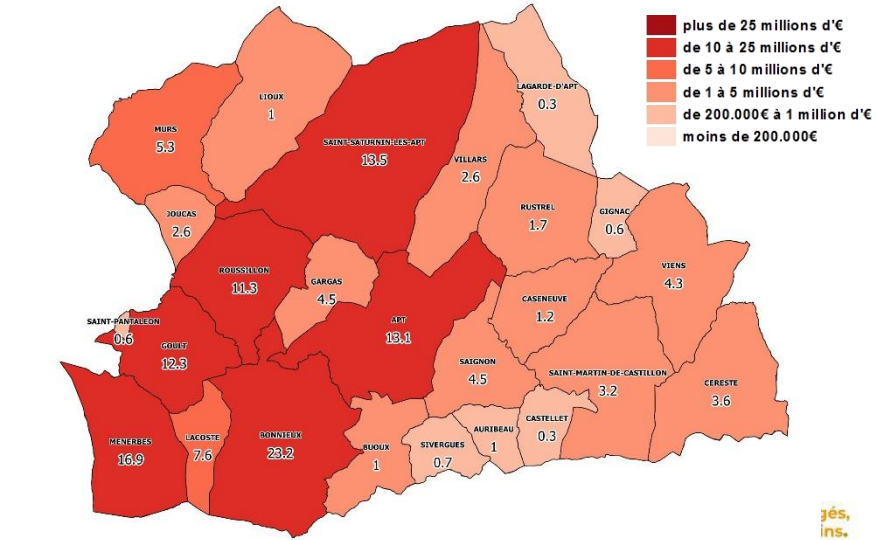 plus de 25 millions d'€
de 10 à 25 millions d'€
de 5 à 10 millions d'€
de 1 à 5 millions d'€
de 200.000€ à 1 million d'€
moins de 200.000€
LAGARDE-D'APT
0.3
LIOUX
1
MURS
5.3
SAINT-SATURNIN-LES-APT
13.5
VILLARS
2.6
RUSTREL
1.7
GIGNAC
0.6
JOUCAS
2.6
ROUSSILLON
11.3
GARGAS
4.5
VIENS
4.3
CASENEUVE
1.2
SAINT-PANTALEON
0.6
GOULT
12.3
APT
13.1
SAIGNON
4.5
SAINT-MARTIN-DE-CASTILLON
3.2
CERESTE
3.6
MENERBES
16.9
LACOSTE
7.6
BONNIEUX
23.2
BUOUX
1
SIVERGUES
0.7
AURIBEAU
1
CASTELLET
0.3
gés,
ins.